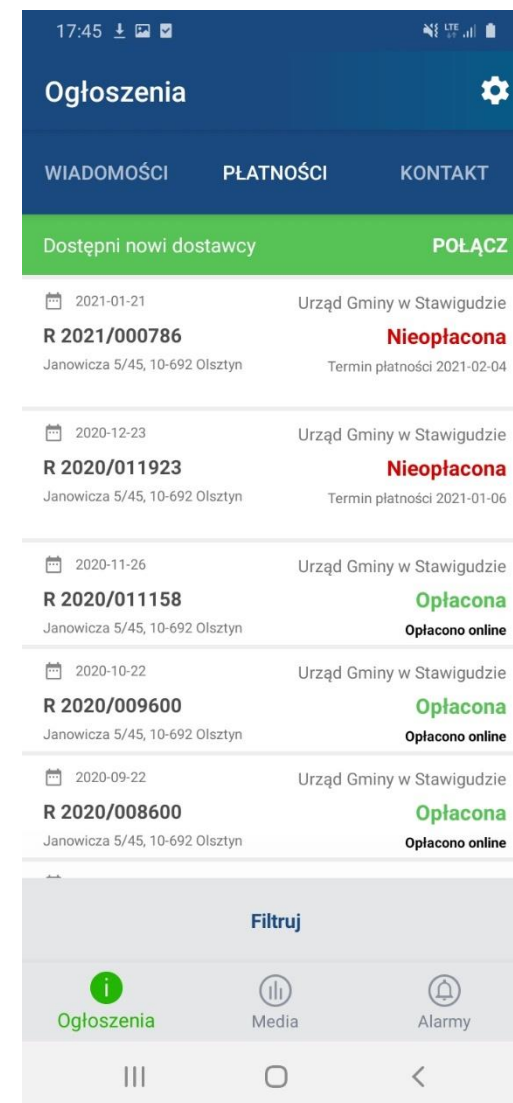 17:45 LTE
Ogłoszenia
WIADOMOŚCI PŁATNOŚCI KONTAKT
Dostępni nowi dostawcy POŁĄCZ
2021-01-21 Urząd Gminy w Stawigudzie
R 2021/000786 Nieopłacona
Janowicza 5/45, 10-692 Olsztyn Termin płatności 2021-02-04
2020-12-23 Urząd Gminy w Stawigudzie
R 2020/011923 Nieopłacona
Janowicza 5/45, 10-692 Olsztyn Termin płatności 2021-01-06
2020-11-26 Urząd Gminy w Stawigudzie
R 2020/011158 Opłacona
Janowicza 5/45, 10-692 Olsztyn Opłacono online
2020-10-22 Urząd Gminy w Stawigudzie
R 2020/009600 Opłacona
Janowicza 5/45, 10-692 Olsztyn Opłacono online
2020-09-22 Urząd Gminy w Stawigudzie
R 2020/008600 Opłacona
Janowicza 5/45, 10-692 Olsztyn Opłacono online
Filtruj
Ogłoszenia Media Alarmy